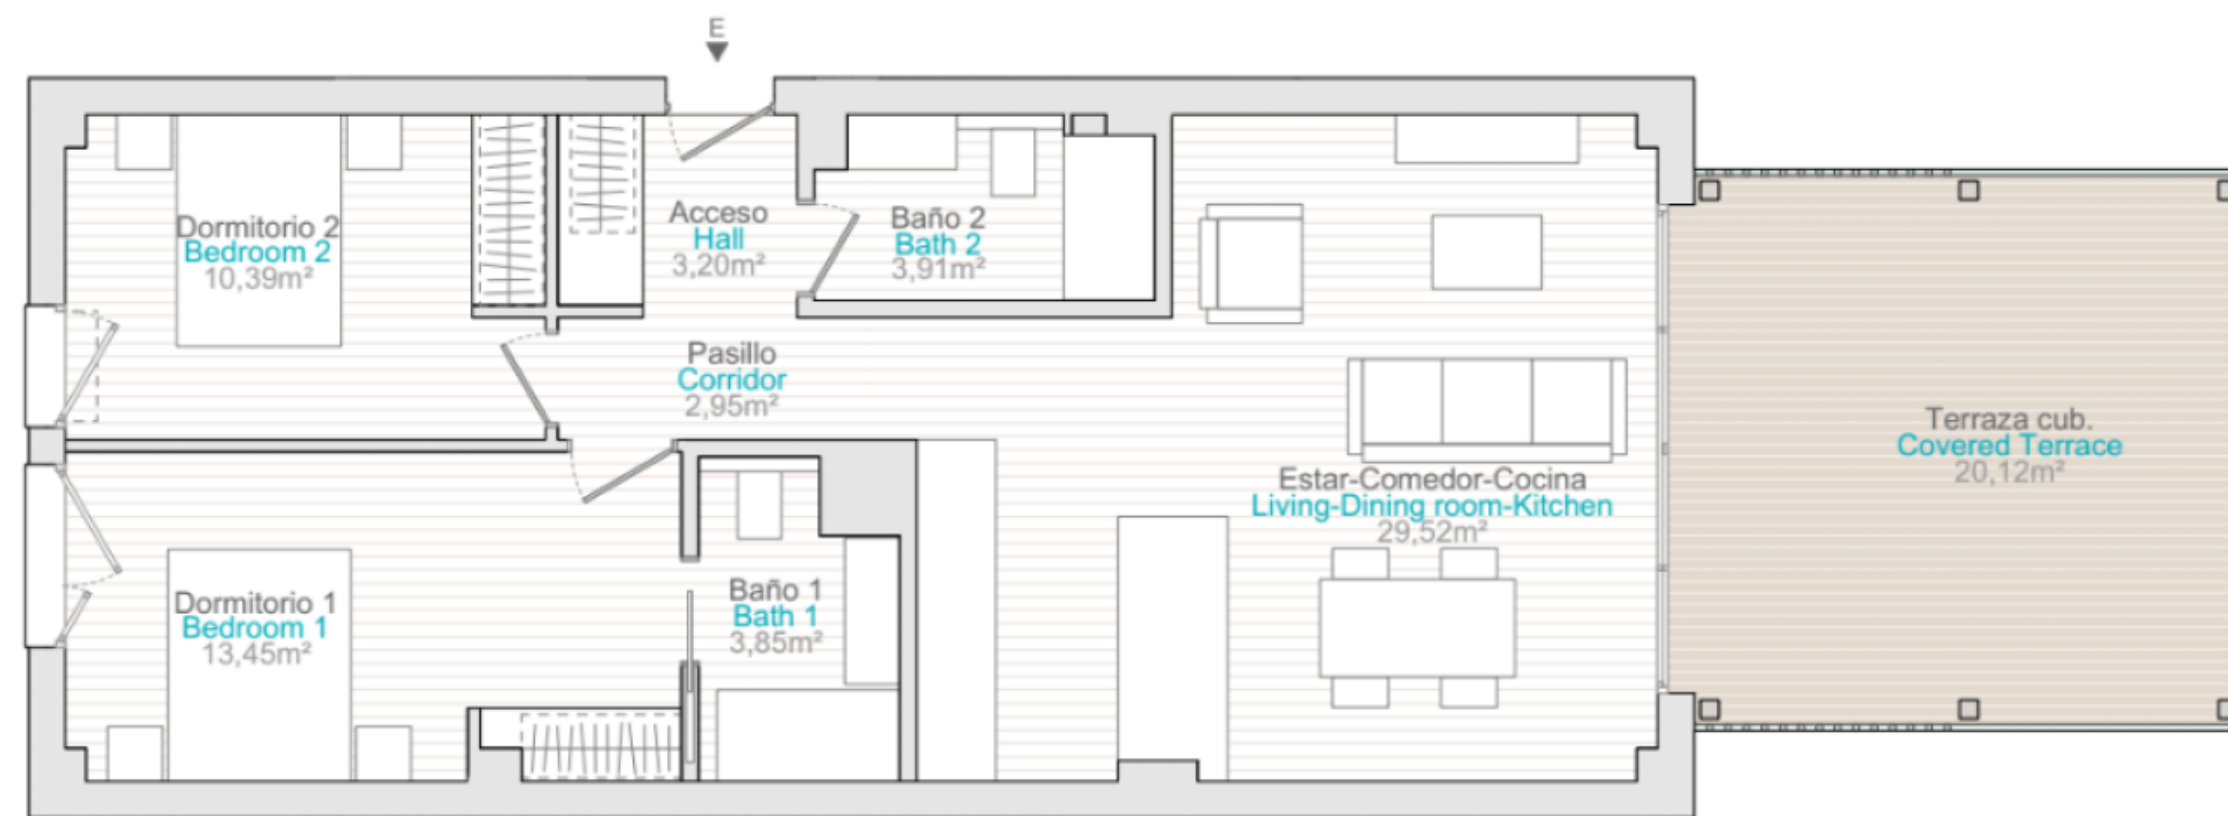 E
Dormitorio 2
Bedroom 2
10,39m²
Acceso
Hall
3,20m²
Baño 2
Bath 2
3,91m²
Pasillo
Corridor
2,95m²
Terraza cub.
Covered Terrace
20,12m²
Estar-Comedor-Cocina
Living-Dining room-Kitchen
29,52m²
Dormitorio 1
Bedroom 1
13,45m²
Baño 1
Bath 1
3,85m²